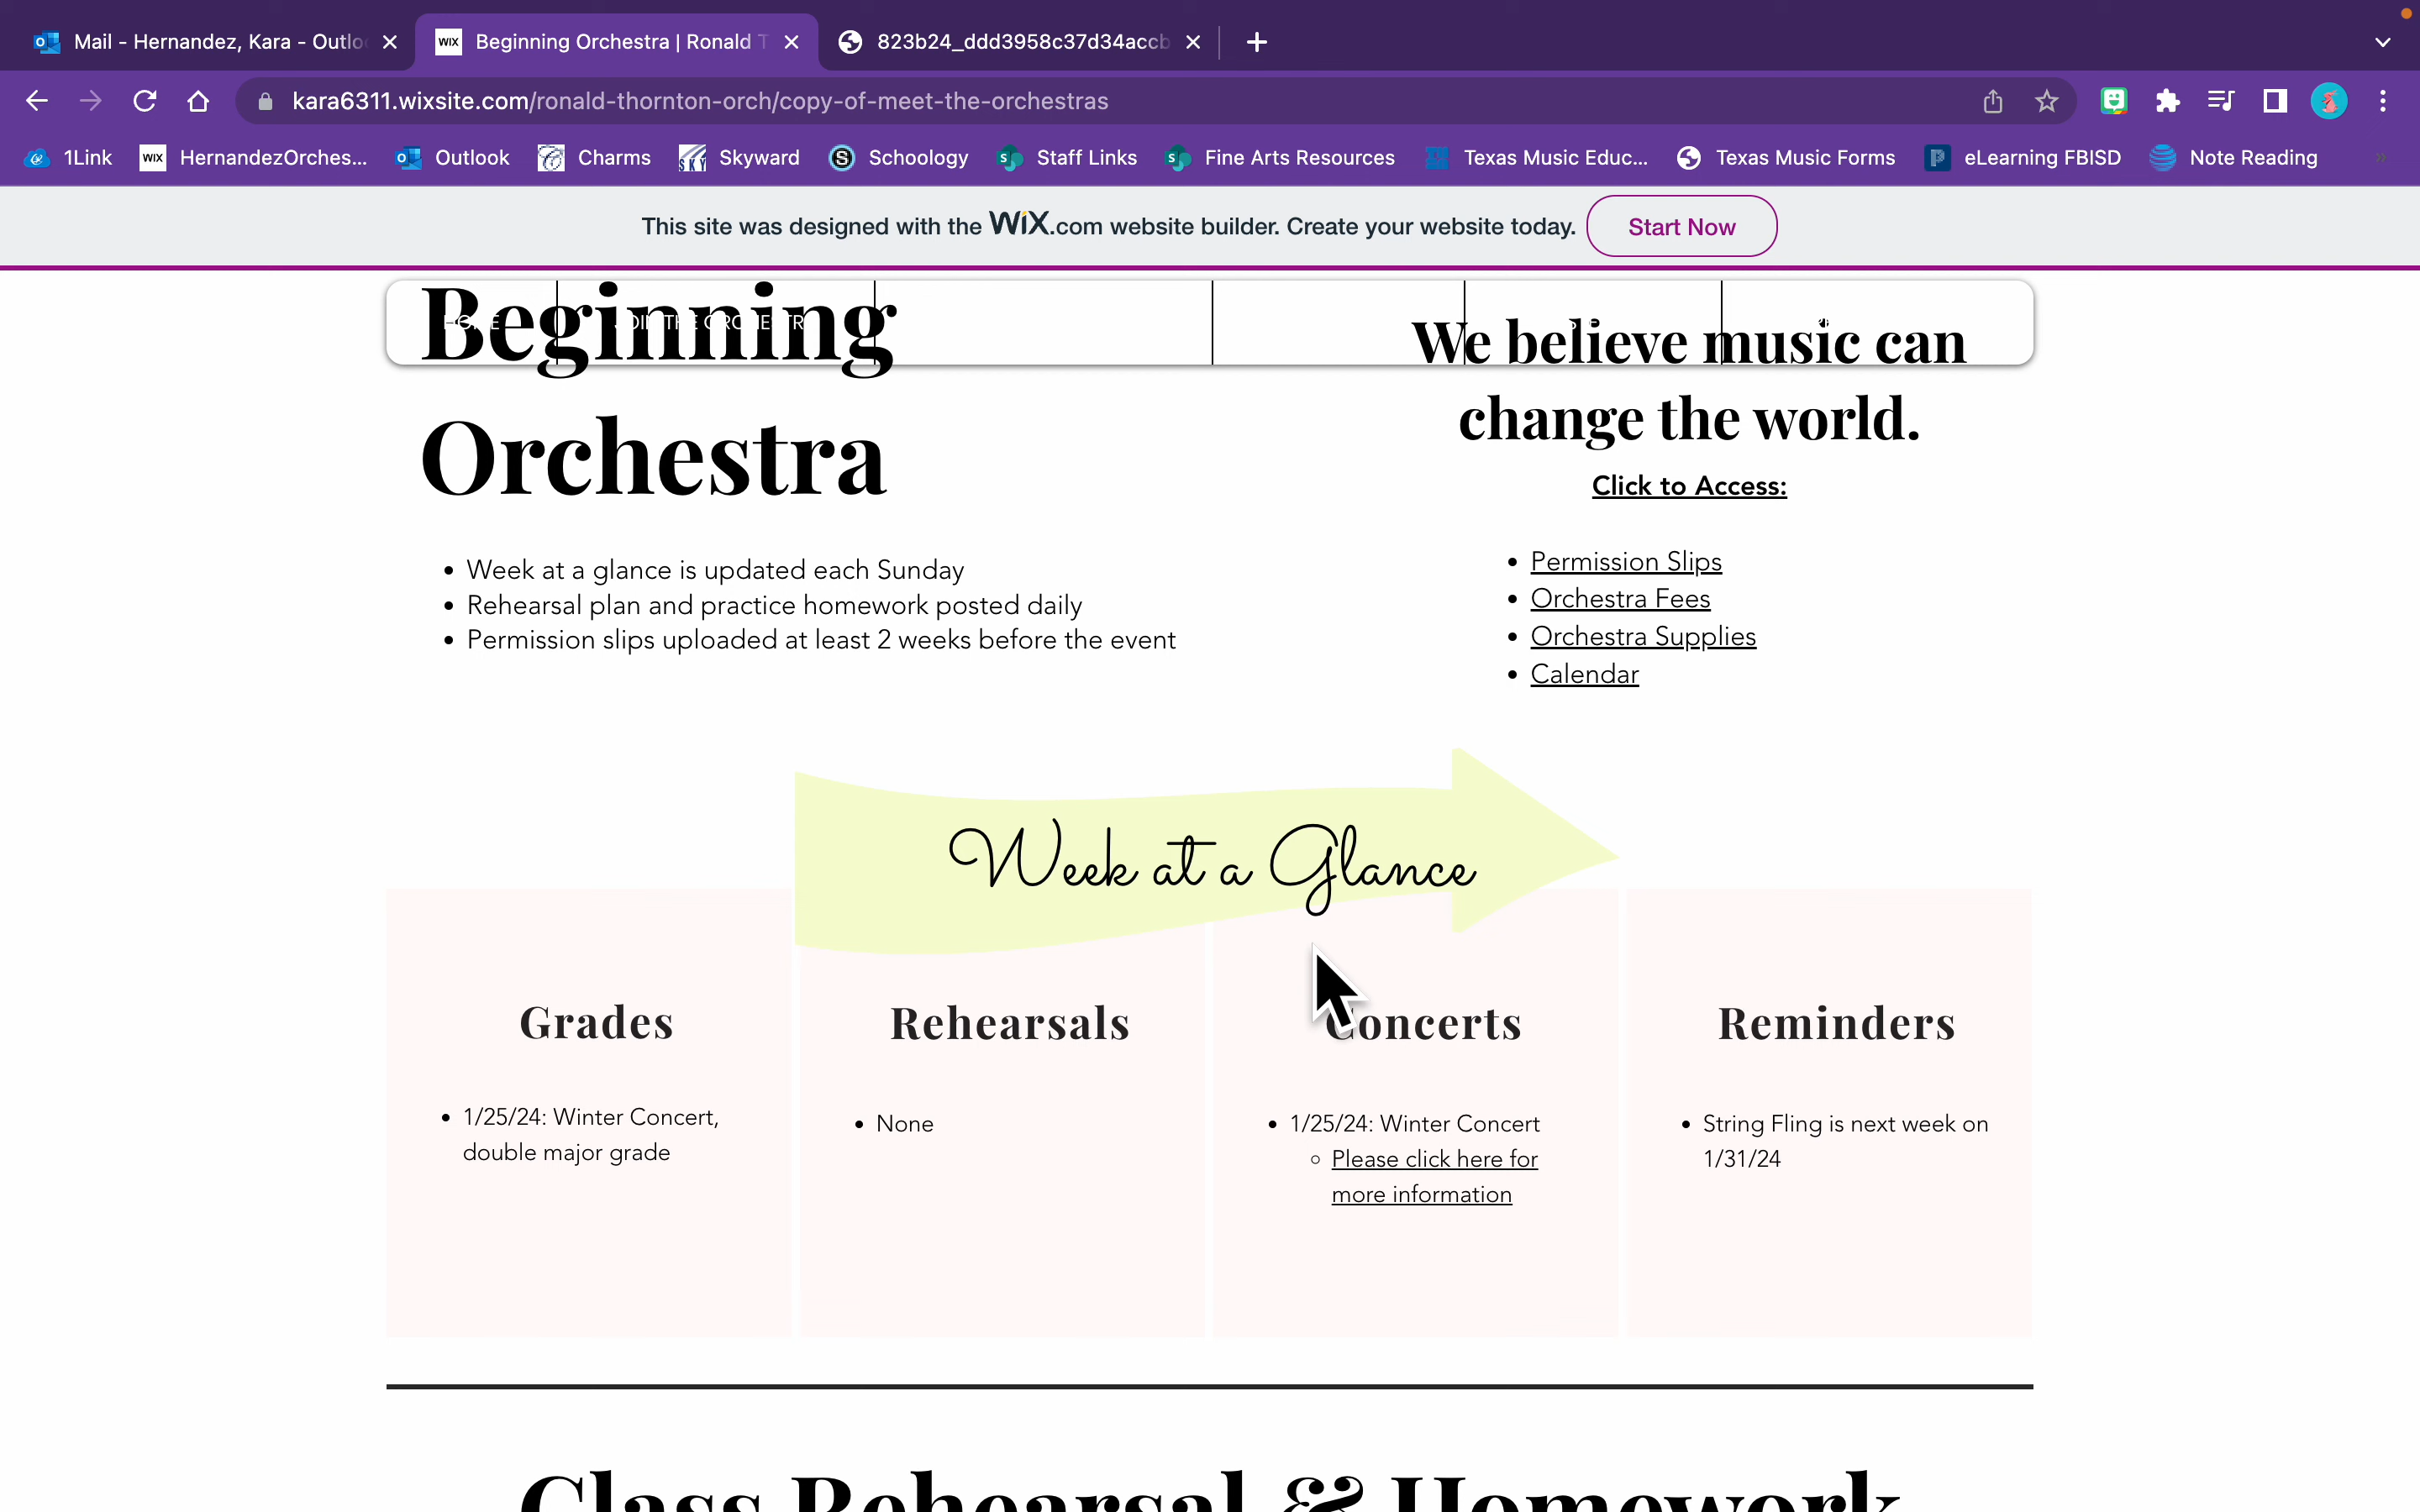 Mail - Hernandez, Kara - Outlo
Beginning Orchestra | Ronald T
823b24_ddd3958c37d34accb
kara6311.wixsite.com/ronald-thornton-orch/copy-of-meet-the-orchestras
1Link
WIX HernandezOrches...
Outlook
Charms
SKY Skyward
Schoology
Staff Links
Fine Arts Resources
Texas Music Educ...
Texas Music Forms
eLearning FBISD
Note Reading
This site was designed with the WiX.com website builder. Create your website today.
Start Now
HOME
JOIN THE ORCHESTR
Beginning
Orchestra
Week at a glance is updated each Sunday
Rehearsal plan and practice homework posted daily
Permission slips uploaded at least 2 weeks before the event
We believe music can
change the world.
Click to Access:
Permission Slips
Orchestra Fees
Orchestra Supplies
Calendar
Week at a Glance
Grades
1/25/24: Winter Concert,
double major grade
Rehearsals
None
Concerts
1/25/24: Winter Concert
Please click here for
more information
Reminders
String Fling is next week on
1/31/24
Class Rehearsal & Homework